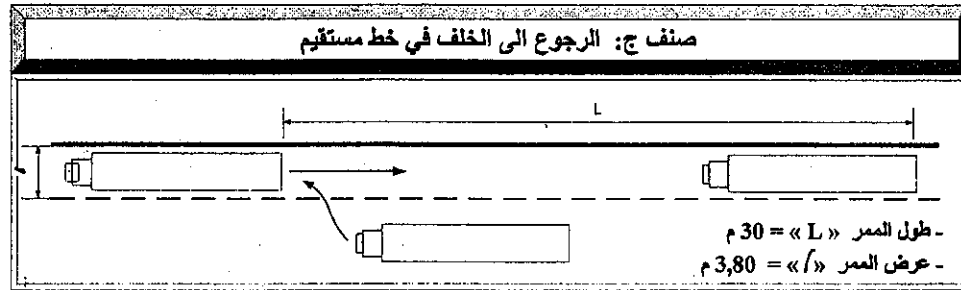 صنف ج: الرجوع الى الخلف في خط مستقيم
L
- طول الممر « L » = 30 م
- عرض الممر « l » = 3,80 م